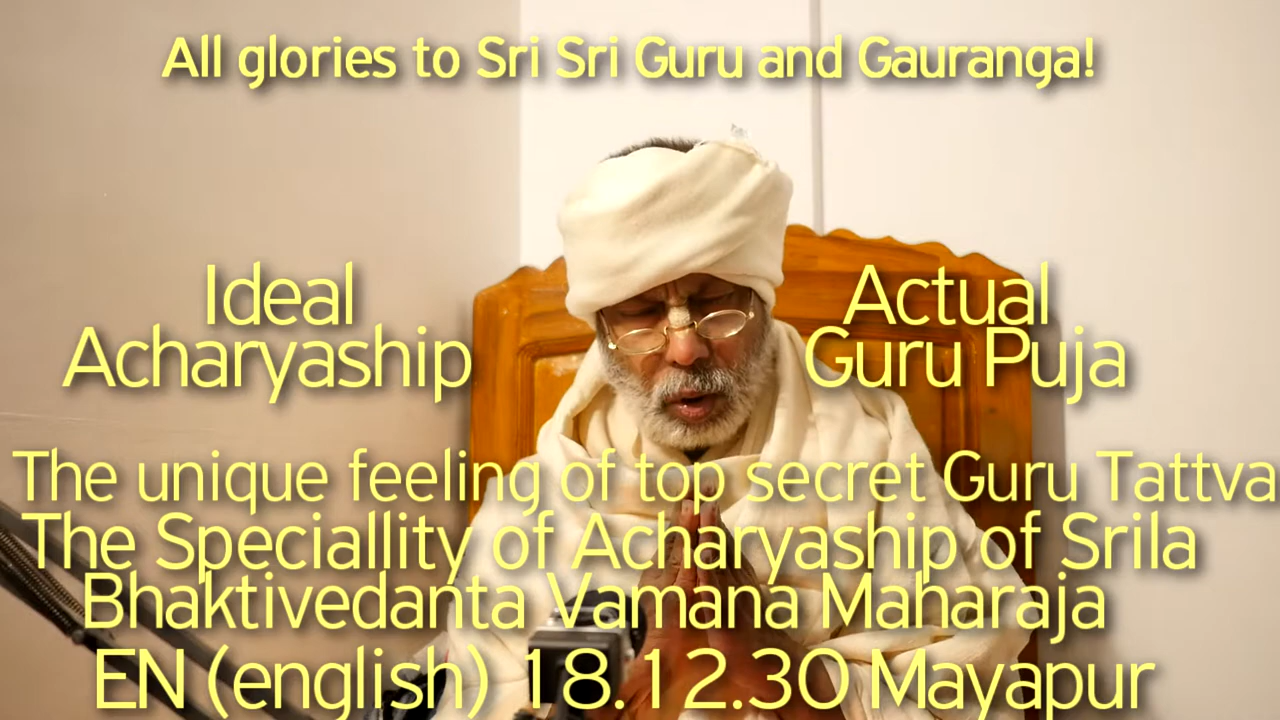 All glories to Sri Sri Guru and Gauranga!
Ideal
Acharyaship
Actual
Guru Puja
The unique feeling of top secret Guru Tattva
The Speciallity of Acharyaship of Srila
Bhaktivedanta Vamana Maharaja
EN (english) 18.12.30 Mayapur